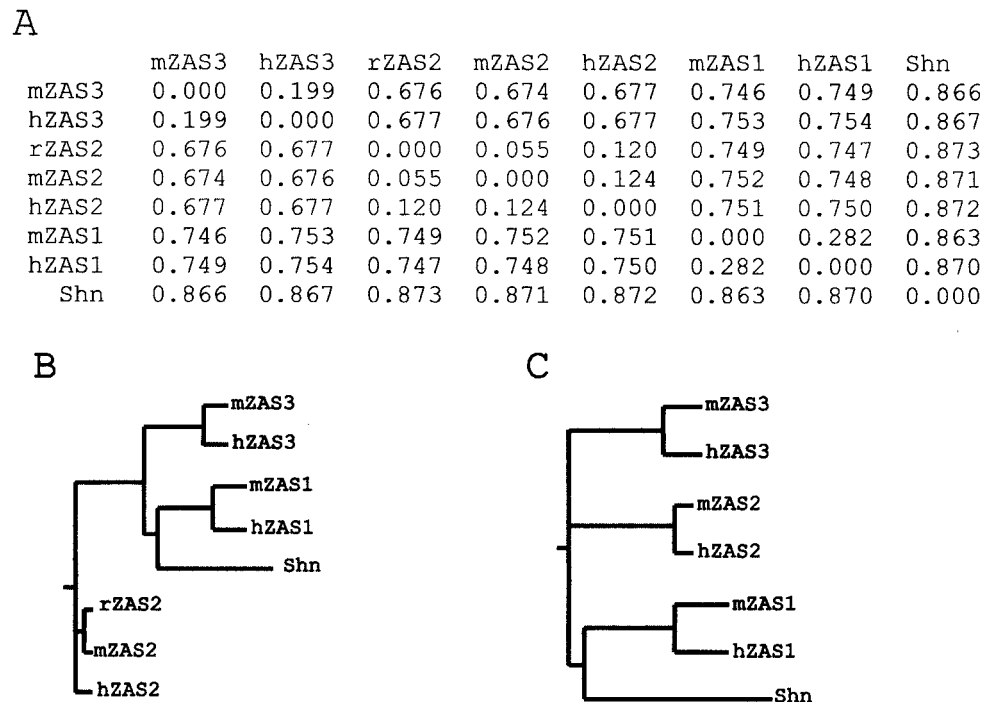 A
mZAS3 hZAS3 rZAS2 mZAS2 hZAS2 mZAS1 hZAS1 Shn
mZAS3 0.000 0.199 0.676 0.674 0.677 0.746 0.749 0.866
hZAS3 0.199 0.000 0.677 0.676 0.677 0.753 0.754 0.867
rZAS2 0.676 0.677 0.000 0.055 0.120 0.749 0.747 0.873
mZAS2 0.674 0.676 0.055 0.000 0.124 0.752 0.748 0.871
hZAS2 0.677 0.677 0.120 0.124 0.000 0.751 0.750 0.872
mZAS1 0.746 0.753 0.749 0.752 0.751 0.000 0.282 0.863
hZAS1 0.749 0.754 0.747 0.748 0.750 0.282 0.000 0.870
Shn 0.866 0.867 0.873 0.871 0.872 0.863 0.870 0.000
B
mZAS3
hZAS3
mZAS1
hZAS1
Shn
rZAS2
mZAS2
hZAS2
C
mZAS3
hZAS3
mZAS2
hZAS2
mZAS1
hZAS1
Shn